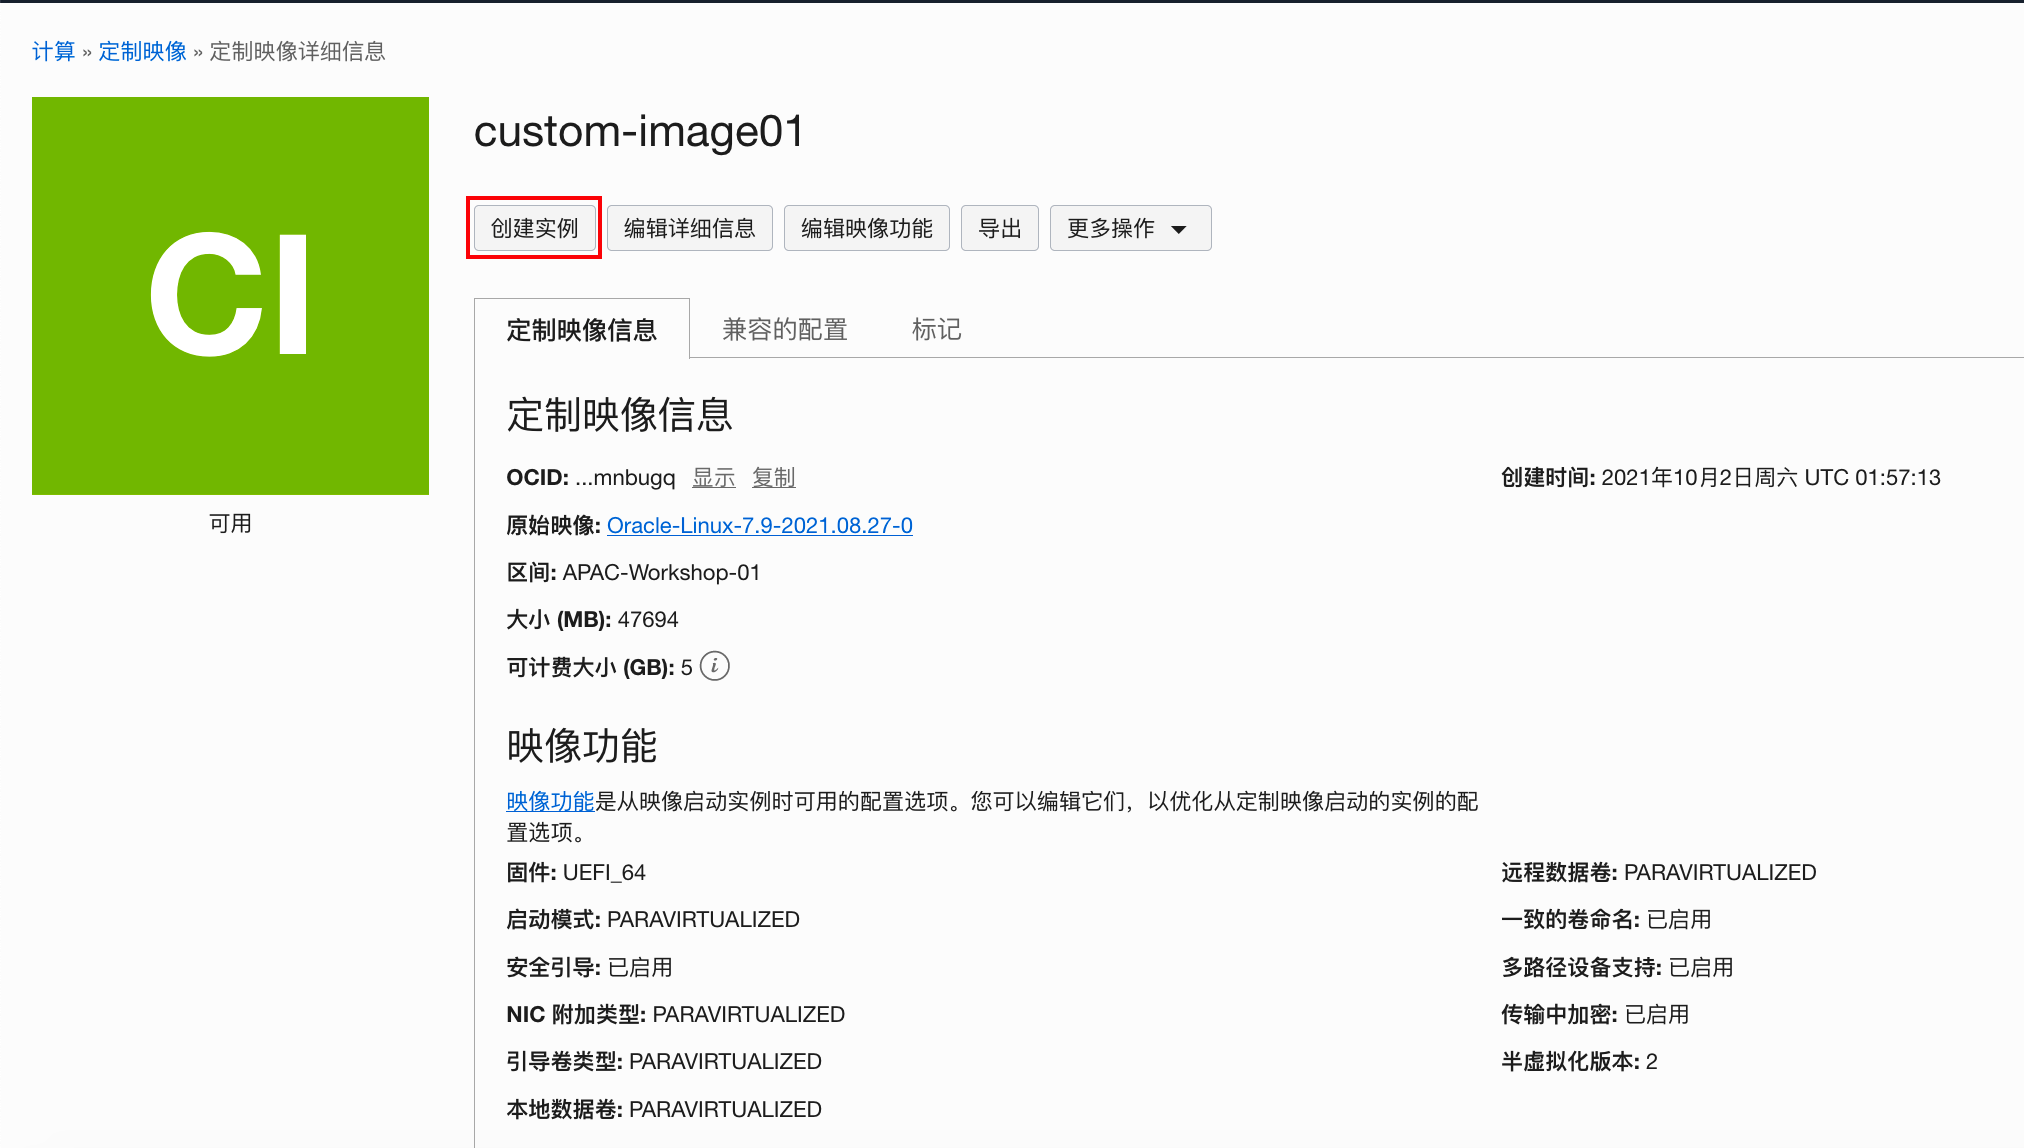 计算 » 定制映像 » 定制映像详细信息
CI
可用
custom-image01
创建实例 编辑详细信息 编辑映像功能 导出 更多操作
定制映像信息 兼容的配置 标记
定制映像信息
OCID: ...mnbugq 显示 复制
创建时间: 2021年10月2日周六 UTC 01:57:13
原始映像: Oracle-Linux-7.9-2021.08.27-0
区间: APAC-Workshop-01
大小 (MB): 47694
可计费大小 (GB): 5 i
映像功能
映像功能是从映像启动实例时可用的配置选项。您可以编辑它们，以优化从定制映像启动的实例的配
置选项。
固件: UEFI_64
启动模式: PARAVIRTUALIZED
安全引导: 已启用
NIC 附加类型: PARAVIRTUALIZED
引导卷类型: PARAVIRTUALIZED
本地数据卷: PARAVIRTUALIZED
远程数据卷: PARAVIRTUALIZED
一致的卷命名: 已启用
多路径设备支持: 已启用
传输中加密: 已启用
半虚拟化版本: 2